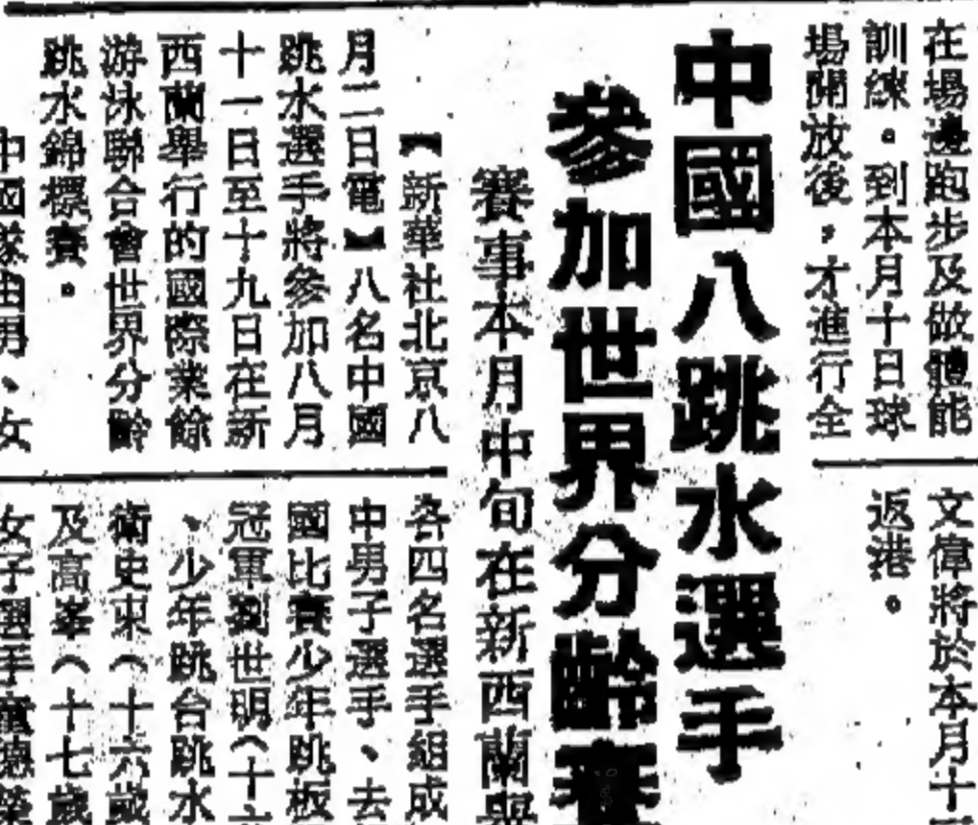 在場邊跑步及做體能
訓練。到本月十日球
場開放後，才進行全
文偉將於本月十
返港。
中國八跳水選手
參加世界分齡賽
賽事本月中旬在新西蘭舉
【新華社北京八
月二日電】八名中國
跳水選手將參加八月
十一日至十九日在新
西蘭舉行的國際業餘
游泳聯合會世界分齡
跳水錦標賽。
中國隊由男、女
各四名選手組成
中男子選手、去
國比賽少年跳板
冠軍劉世明（十
、少年跳台跳水
衛史東（十六歲
及高峯（十七歲
女子選手